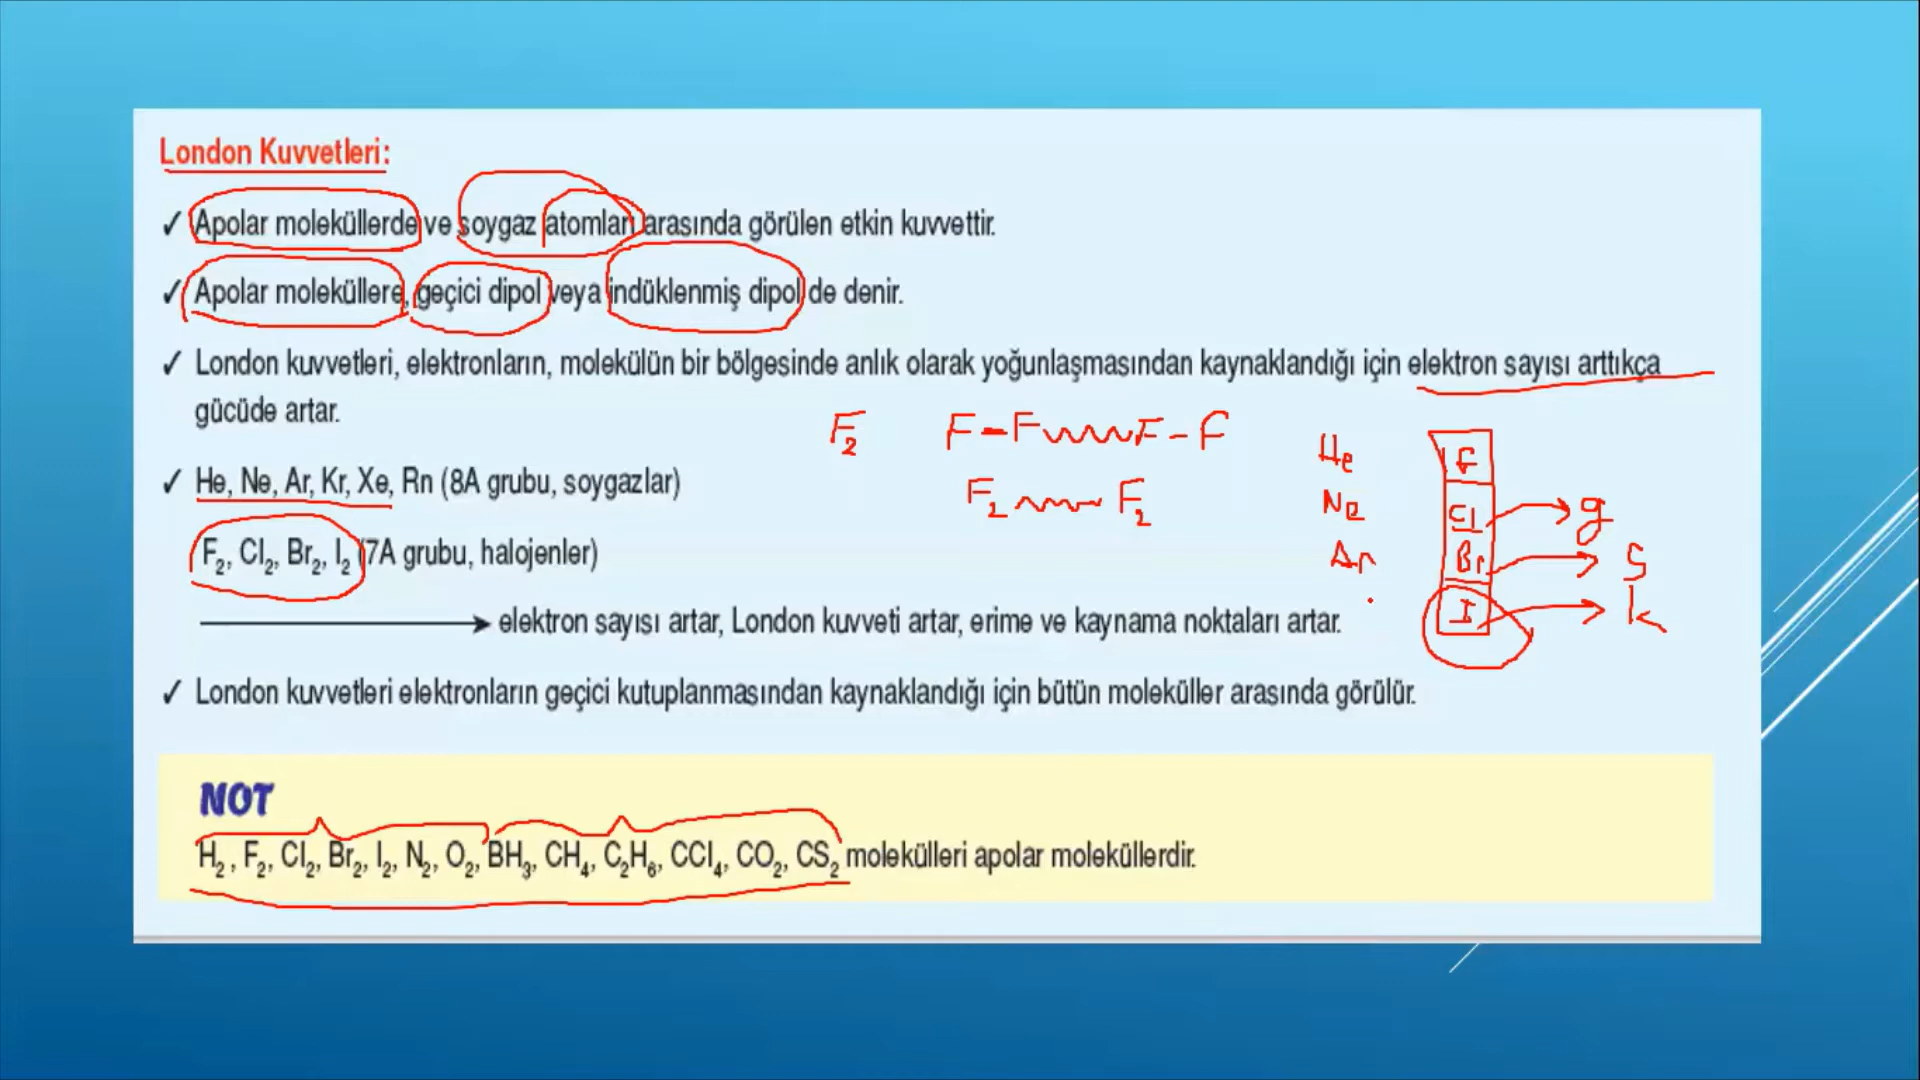 London Kuvvetleri:
✓ Apolar moleküllerde ve soygaz atomları arasında görülen etkin kuvvettir.
✓ Apolar moleküllere, geçici dipol veya indüklenmiş dipol de denir.
✓ London kuvvetleri, elektronların, molekülün bir bölgesinde anlık olarak yoğunlaşmasından kaynaklandığı için elektron sayısı arttıkça
gücüde artar.
F₂ F-F F-F
F₂ F₂
He
Ne
Ar
F
Cl → g
Br → s
I → k
✓ He, Ne, Ar, Kr, Xe, Rn (8A grubu, soygazlar)
F₂, Cl₂, Br₂, I₂ (7A grubu, halojenler)
→ elektron sayısı artar, London kuvveti artar, erime ve kaynama noktaları artar.
✓ London kuvvetleri elektronların geçici kutuplanmasından kaynaklandığı için bütün moleküller arasında görülür.
NOT
H₂, F₂, Cl₂, Br₂, I₂, N₂, O₂, BH₃, CH₄, C₂H₆, CCl₄, CO₂, CS₂ molekülleri apolar moleküllerdir.